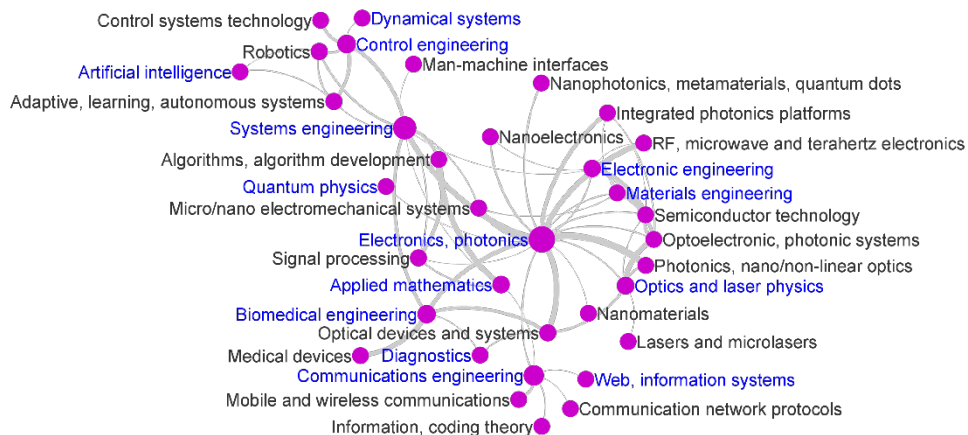 Control systems technology
Dynamical systems
Control engineering
Robotics
Man-machine interfaces
Artificial intelligence
Nanophotonics, metamaterials, quantum dots
Adaptive, learning, autonomous systems
Integrated photonics platforms
Systems engineering
Nanoelectronics
RF, microwave and terahertz electronics
Algorithms, algorithm development
Electronic engineering
Quantum physics
Materials engineering
Micro/nano electromechanical systems
Semiconductor technology
Electronics, photonics
Optoelectronic, photonic systems
Signal processing
Photonics, nano/non-linear optics
Applied mathematics
Optics and laser physics
Biomedical engineering
Nanomaterials
Optical devices and systems
Lasers and microlasers
Medical devices
Diagnostics
Communications engineering
Web, information systems
Mobile and wireless communications
Communication network protocols
Information, coding theory